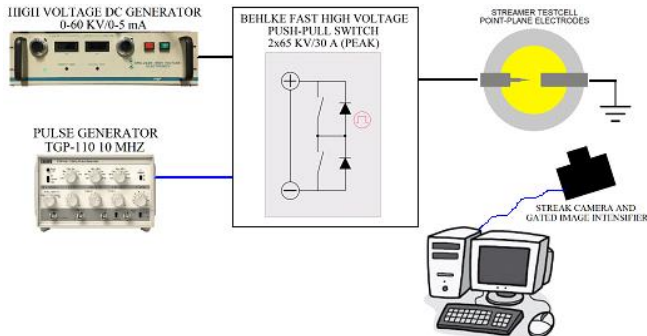 HIGH VOLTAGE DC GENERATOR
0-60 KV/0-5 mA
BEHLKE FAST HIGH VOLTAGE
PUSH-PULL SWITCH
2x65 KV/30 A (PEAK)
STREAMER TESTCELL
POINT-PLANE ELECTRODES
PULSE GENERATOR
TGP-110 10 MHZ
STREAK CAMERA AND
GATED IMAGE INTENSIFIER